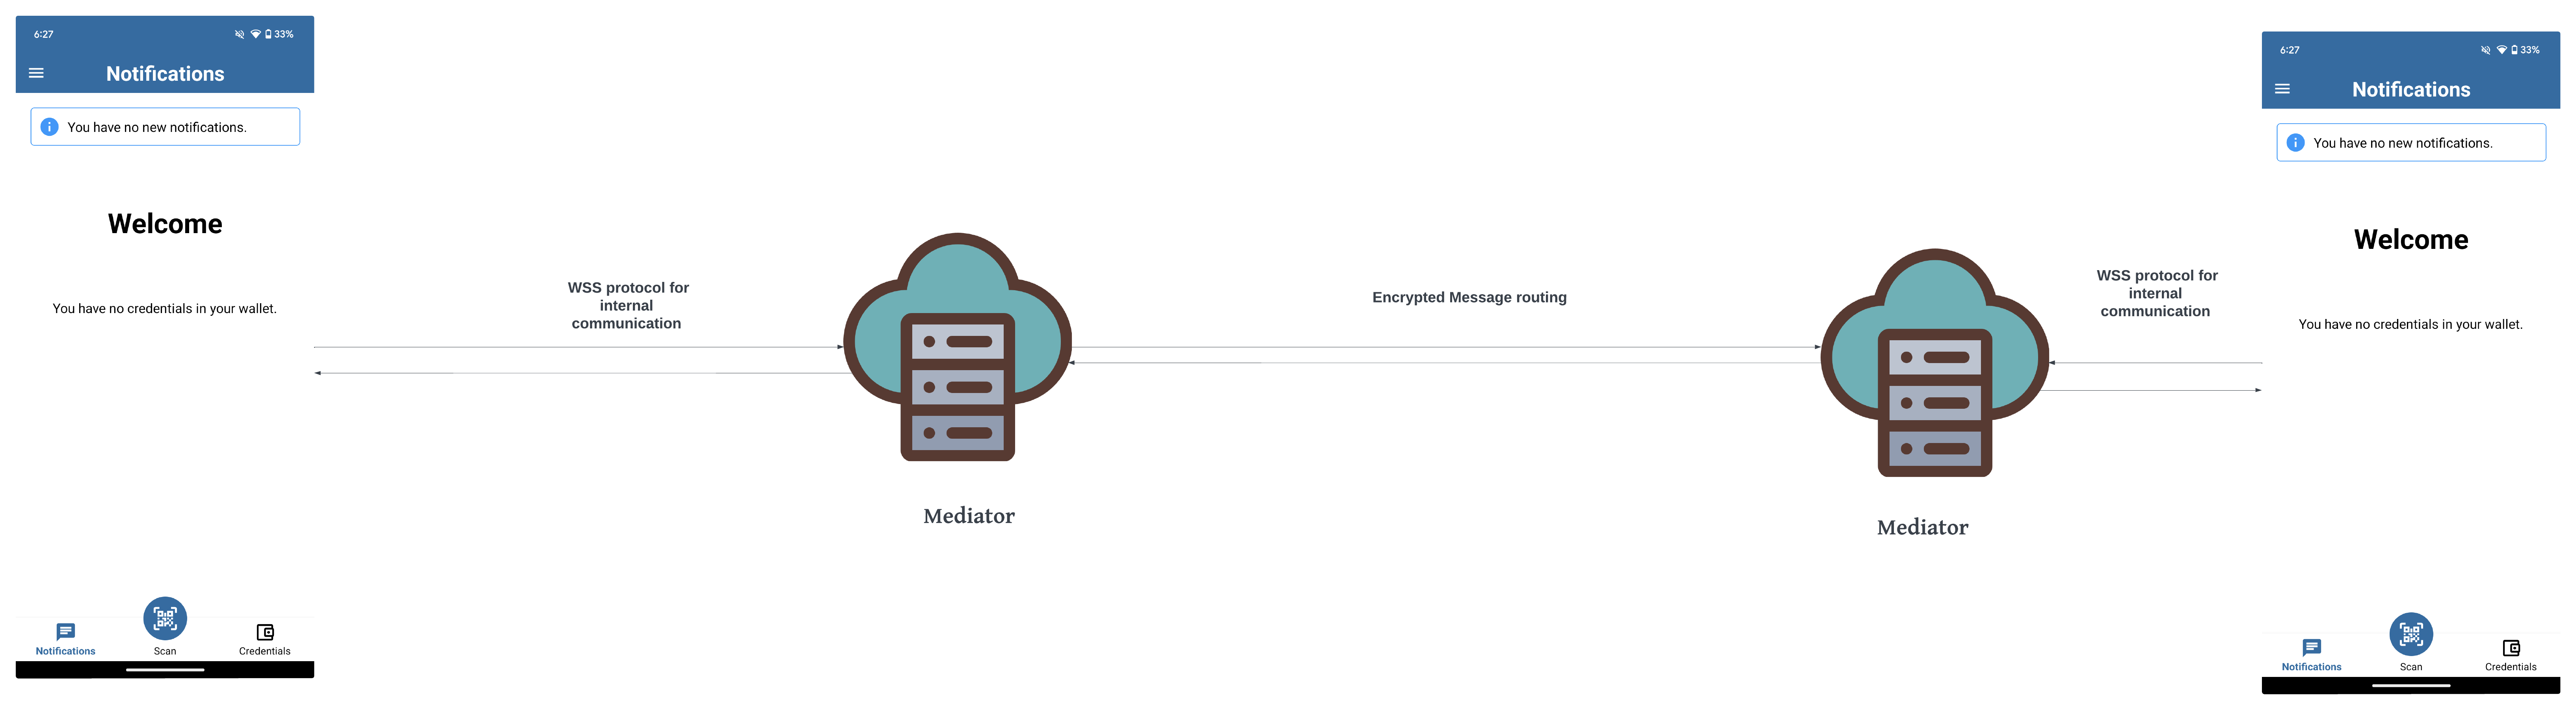 6:27
33%
Notifications
You have no new notifications.
Welcome
You have no credentials in your wallet.
Notifications
Scan
Credentials
WSS protocol for
internal
communication
Mediator
Encrypted Message routing
Mediator
WSS protocol for
internal
communication
6:27
33%
Notifications
You have no new notifications.
Welcome
You have no credentials in your wallet.
Notifications
Scan
Credentials